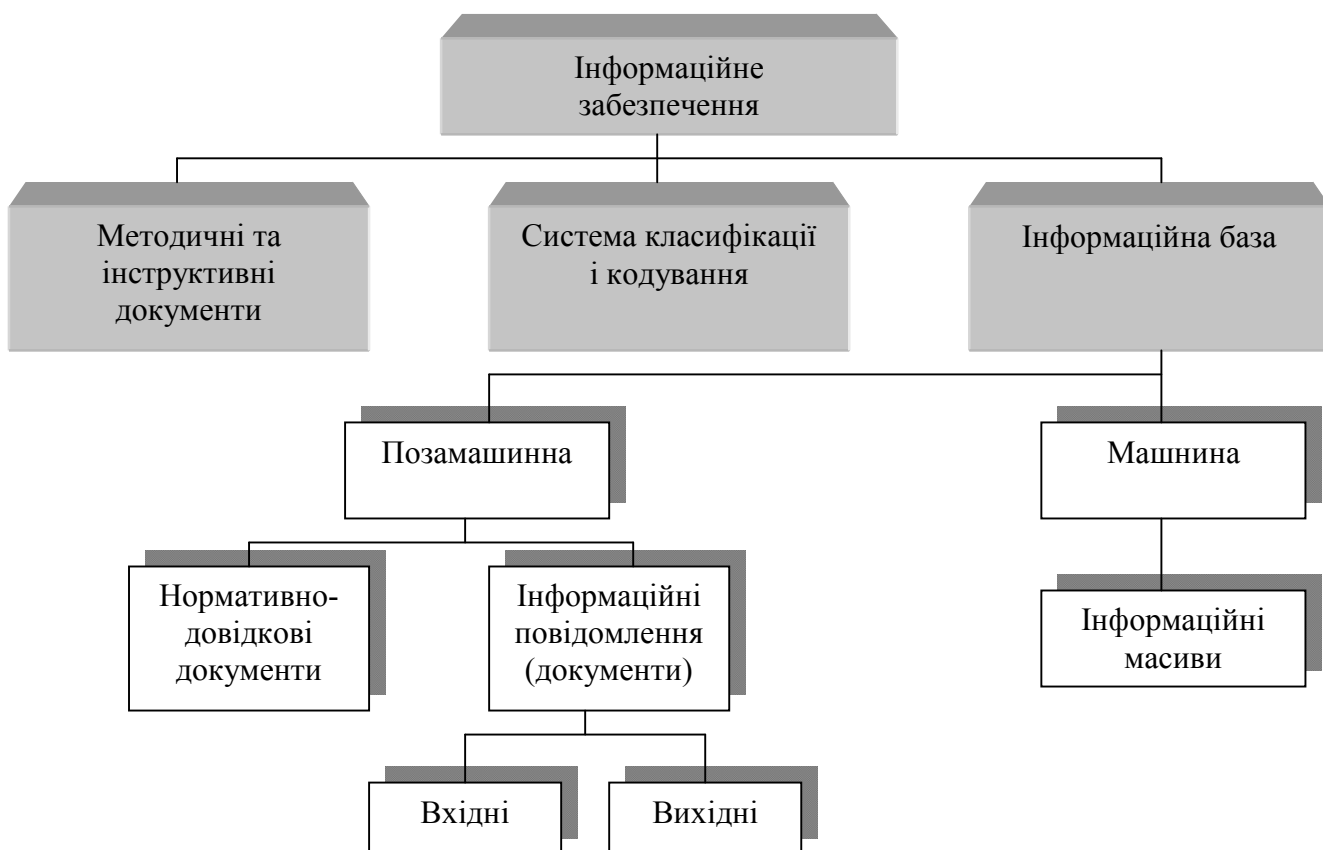 Інформаційне
забезпечення
Методичні та
інструктивні
документи
Система класифікації
і кодування
Інформаційна база
Позамашинна
Машнина
Нормативно-
довідкові
документи
Інформаційні
повідомлення
(документи)
Інформаційні
масиви
Вхідні
Вихідні